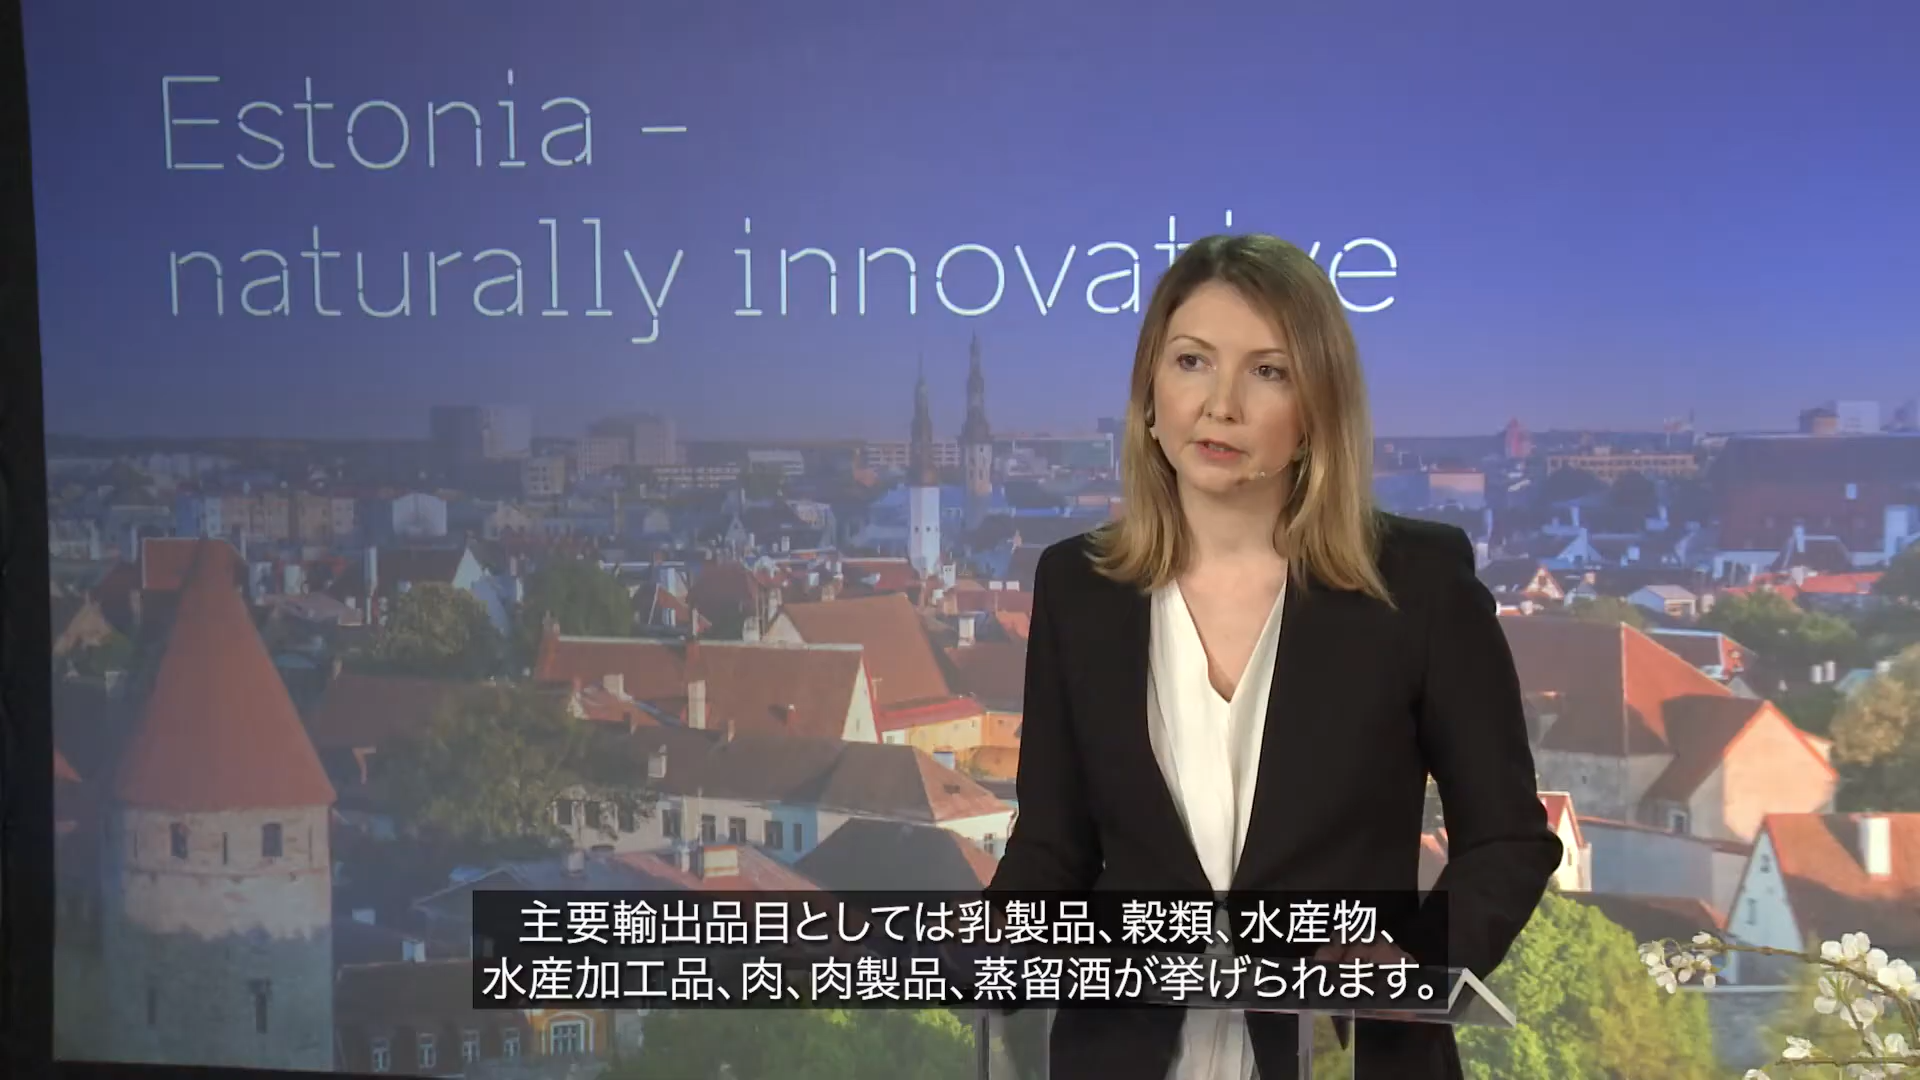 Estonia –
naturally innovative
主要輸出品目としては乳製品、穀類、水産物、
水産加工品、肉、肉製品、蒸留酒が挙げられます。